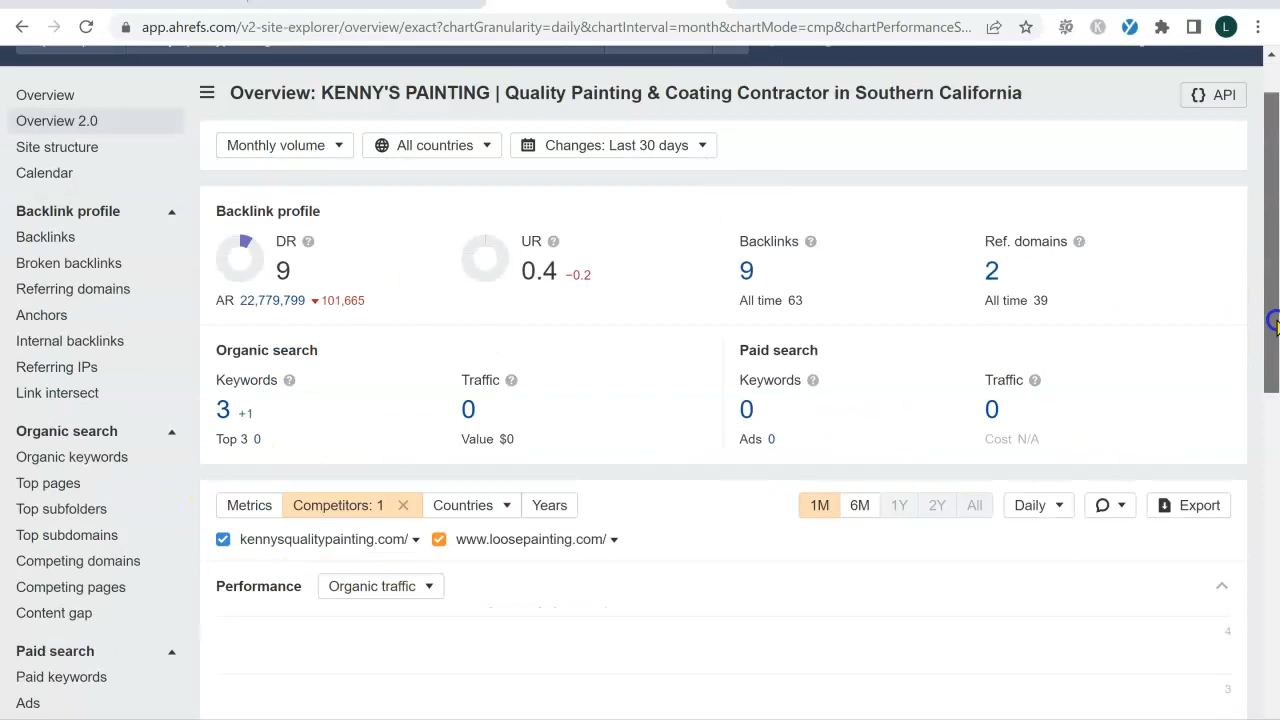 app.ahrefs.com/v2-site-explorer/overview/exact?chartGranularity=daily&chartInterval=month&chartMode=cmp&chartPerformanceS...
K
L
Overview
Overview 2.0
Site structure
Calendar
Backlink profile
Backlinks
Broken backlinks
Referring domains
Anchors
Internal backlinks
Referring IPs
Link intersect
Organic search
Organic keywords
Top pages
Top subfolders
Top subdomains
Competing domains
Competing pages
Content gap
Paid search
Paid keywords
Ads
Overview: KENNY'S PAINTING | Quality Painting & Coating Contractor in Southern California
{} API
Monthly volume All countries Changes: Last 30 days
Backlink profile
DR ? UR ? Backlinks ? Ref. domains ?
9 0.4 −0.2 9 2
AR 22,779,799 ▼101,665 All time 63 All time 39
Organic search Paid search
Keywords ? Traffic ? Keywords ? Traffic ?
3 +1 0 0 0
Top 3 0 Value $0 Ads 0 Cost N/A
Metrics Competitors: 1 × Countries Years 1M 6M 1Y 2Y All Daily Export
kennysqualitypainting.com/ www.loosepainting.com/
Performance Organic traffic
4
3